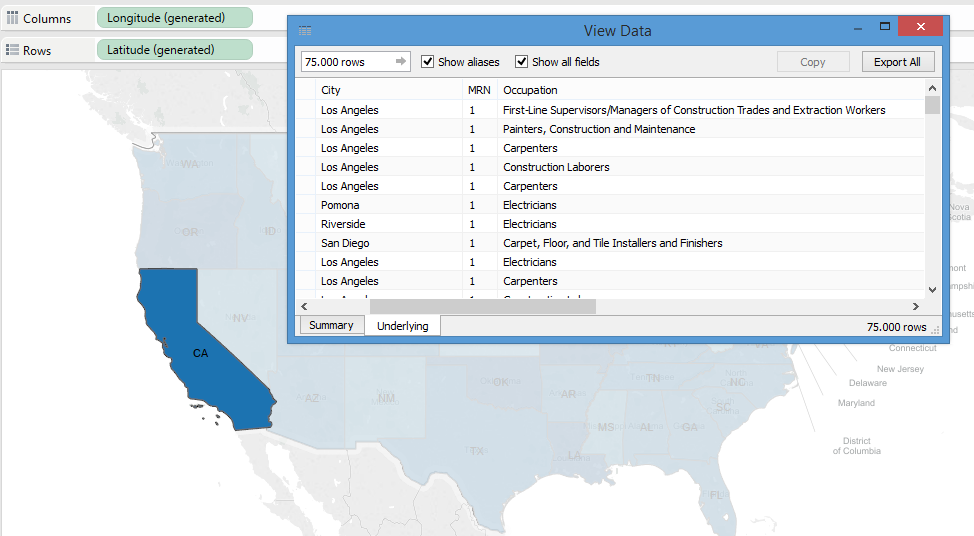 Columns
Longitude (generated)
Rows
Latitude (generated)
View Data
75.000 rows
Show aliases
Show all fields
Copy
Export All
City MRN Occupation
Los Angeles 1 First-Line Supervisors/Managers of Construction Trades and Extraction Workers
Los Angeles 1 Painters, Construction and Maintenance
Los Angeles 1 Carpenters
Los Angeles 1 Construction Laborers
Los Angeles 1 Carpenters
Pomona 1 Electricians
Riverside 1 Electricians
San Diego 1 Carpet, Floor, and Tile Installers and Finishers
Los Angeles 1 Electricians
Los Angeles 1 Carpenters
Summary
Underlying
75.000 rows
WA
OR
ID
NV
CA
AZ
NM
OK
TX
AR
LA
MS
AL
TN
GA
NC
SC
FL
Nova
Scotia
Connecticut
New Jersey
Delaware
Maryland
District
of Columbia